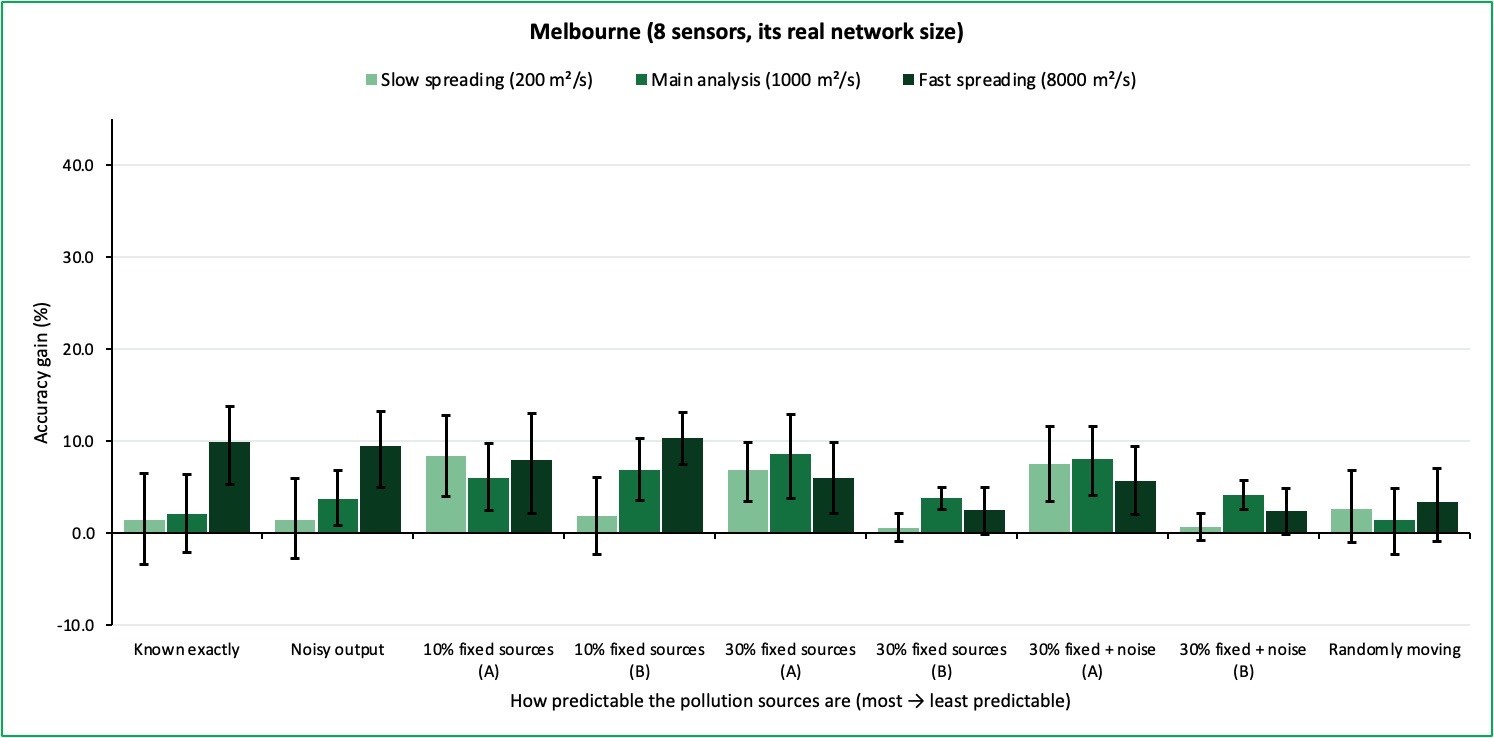 Melbourne (8 sensors, its real network size)
Slow spreading (200 m²/s) Main analysis (1000 m²/s) Fast spreading (8000 m²/s)
Accuracy gain (%)
40.0
30.0
20.0
10.0
0.0
-10.0
Known exactly Noisy output 10% fixed sources 10% fixed sources 30% fixed sources 30% fixed sources 30% fixed + noise 30% fixed + noise Randomly moving
(A) (B) (A) (B) (A) (B)
How predictable the pollution sources are (most → least predictable)